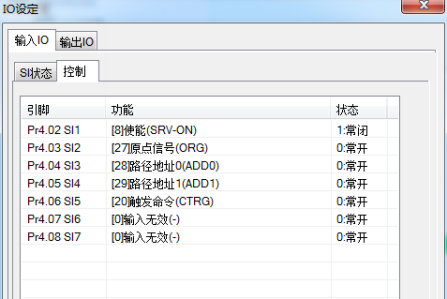 IO设定
输入IO 输出IO
SI状态 控制
引脚 功能 状态
Pr4.02 SI1 [8]使能(SRV-ON) 1:常闭
Pr4.03 SI2 [27]原点信号(ORG) 0:常开
Pr4.04 SI3 [28]路径地址0(ADD0) 0:常开
Pr4.05 SI4 [29]路径地址1(ADD1) 0:常开
Pr4.06 SI5 [20]触发命令(CTRG) 0:常开
Pr4.07 SI6 [0]输入无效(-) 0:常开
Pr4.08 SI7 [0]输入无效(-) 0:常开